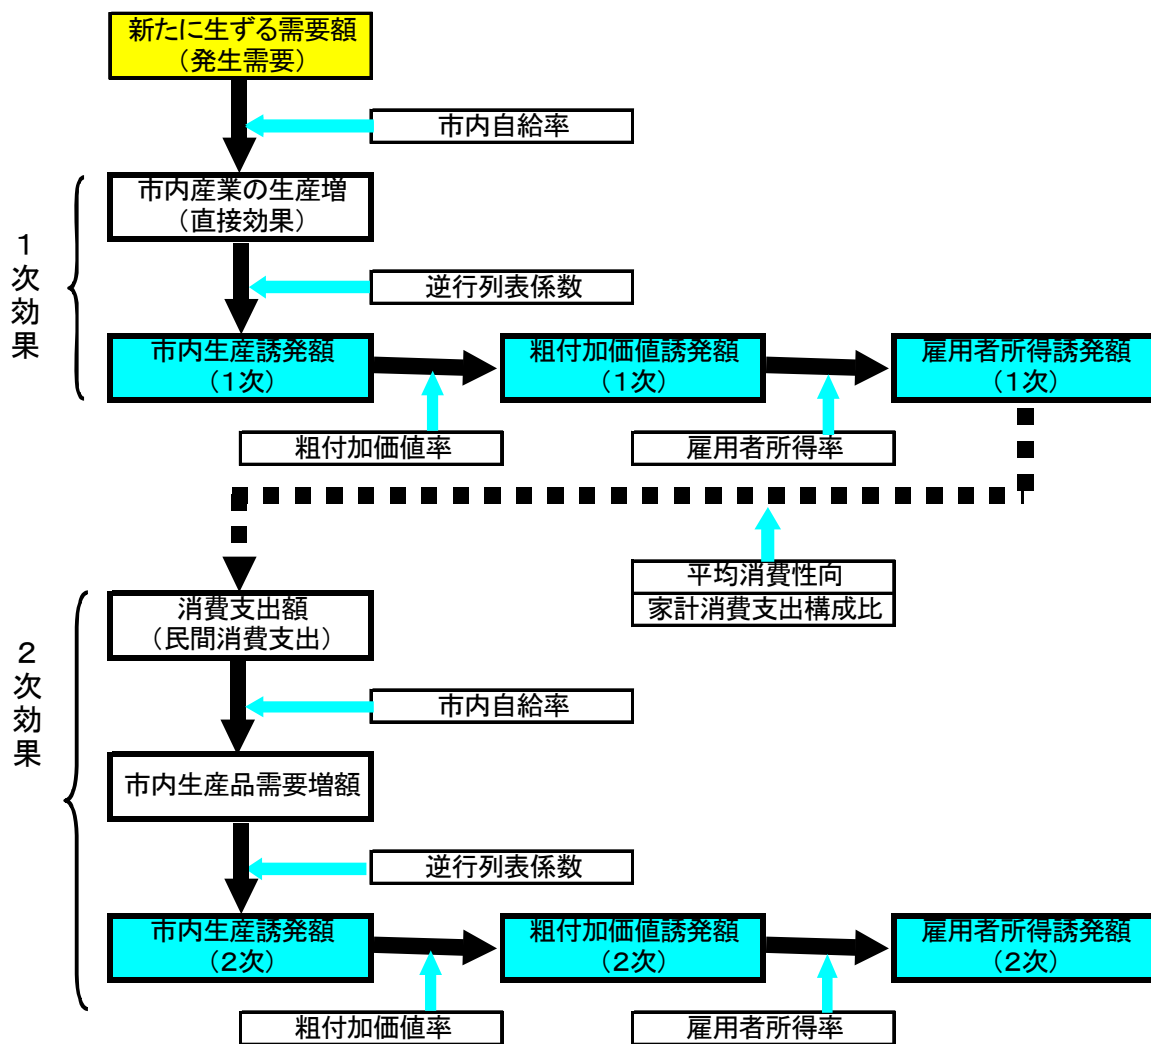 新たに生ずる需要額
（発生需要）
市内自給率
市内産業の生産増
（直接効果）
1次効果
逆行列表係数
市内生産誘発額
（1次）
粗付加価値誘発額
（1次）
雇用者所得誘発額
（1次）
粗付加価値率
雇用者所得率
平均消費性向
家計消費支出構成比
消費支出額
（民間消費支出）
2次効果
市内自給率
市内生産品需要増額
逆行列表係数
市内生産誘発額
（2次）
粗付加価値誘発額
（2次）
雇用者所得誘発額
（2次）
粗付加価値率
雇用者所得率